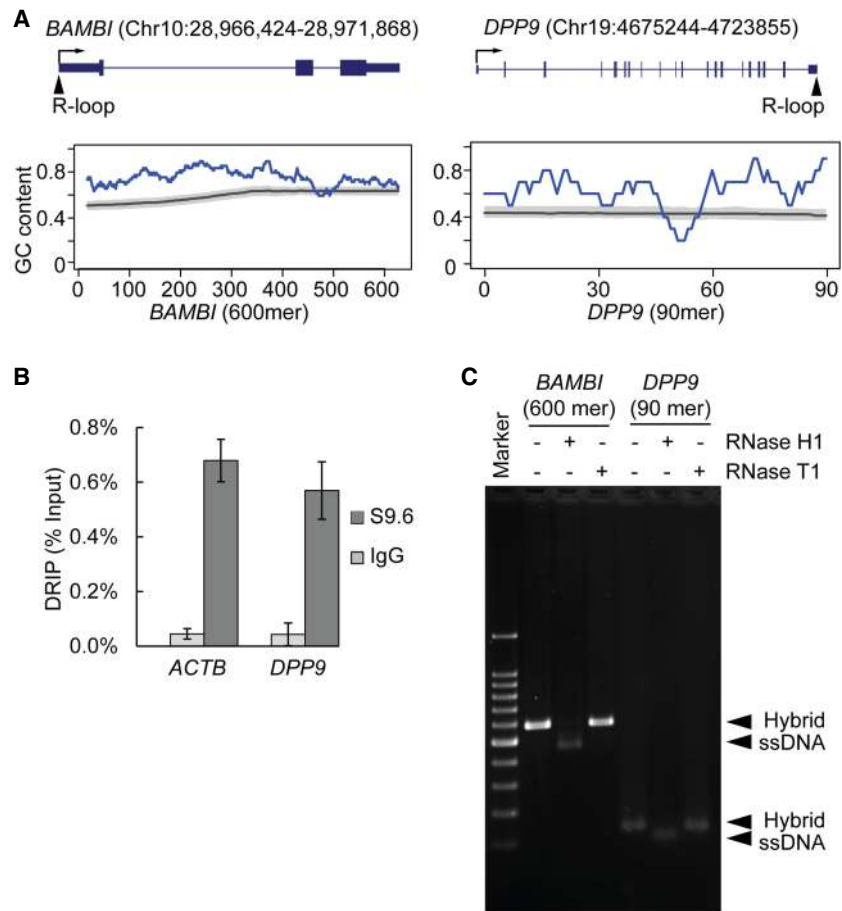 A
BAMBI (Chr10:28,966,424-28,971,868)
R-loop
DPP9 (Chr19:4675244-4723855)
R-loop
GC content
0.8
0.4
0
0 100 200 300 400 500 600
BAMBI (600mer)
0.8
0.4
0
0 30 60 90
DPP9 (90mer)
B
DRIP (% Input)
0.8%
0.6%
0.4%
0.2%
0.0%
S9.6
IgG
ACTB DPP9
C
Marker
BAMBI DPP9
(600 mer) (90 mer)
- + - - + - RNase H1
- - + - - + RNase T1
Hybrid
ssDNA
Hybrid
ssDNA